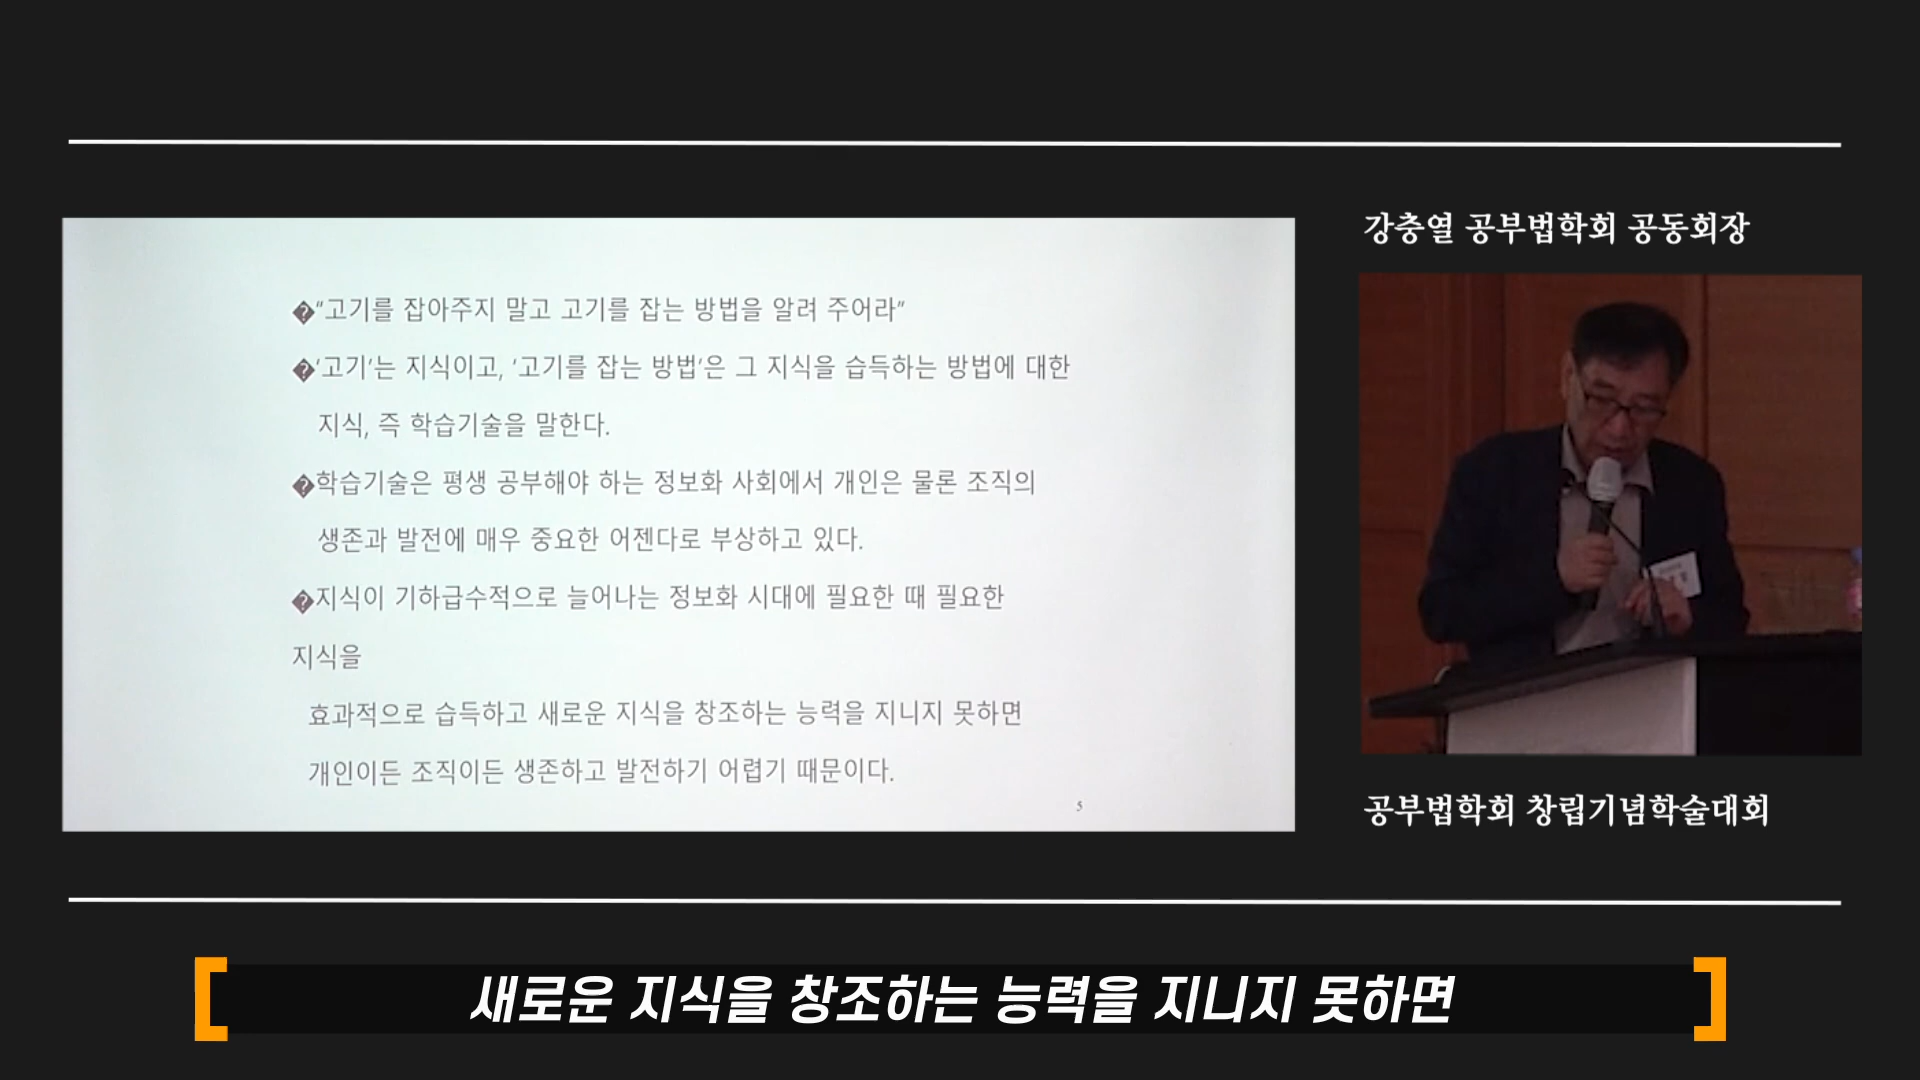 강충열 공부법학회 공동회장
�“고기를 잡아주지 말고 고기를 잡는 방법을 알려 주어라”
�‘고기’는 지식이고, ‘고기를 잡는 방법’은 그 지식을 습득하는 방법에 대한
지식, 즉 학습기술을 말한다.
�학습기술은 평생 공부해야 하는 정보화 사회에서 개인은 물론 조직의
생존과 발전에 매우 중요한 어젠다로 부상하고 있다.
�지식이 기하급수적으로 늘어나는 정보화 시대에 필요한 때 필요한
지식을
효과적으로 습득하고 새로운 지식을 창조하는 능력을 지니지 못하면
개인이든 조직이든 생존하고 발전하기 어렵기 때문이다.
5
공부법학회 창립기념학술대회
새로운 지식을 창조하는 능력을 지니지 못하면